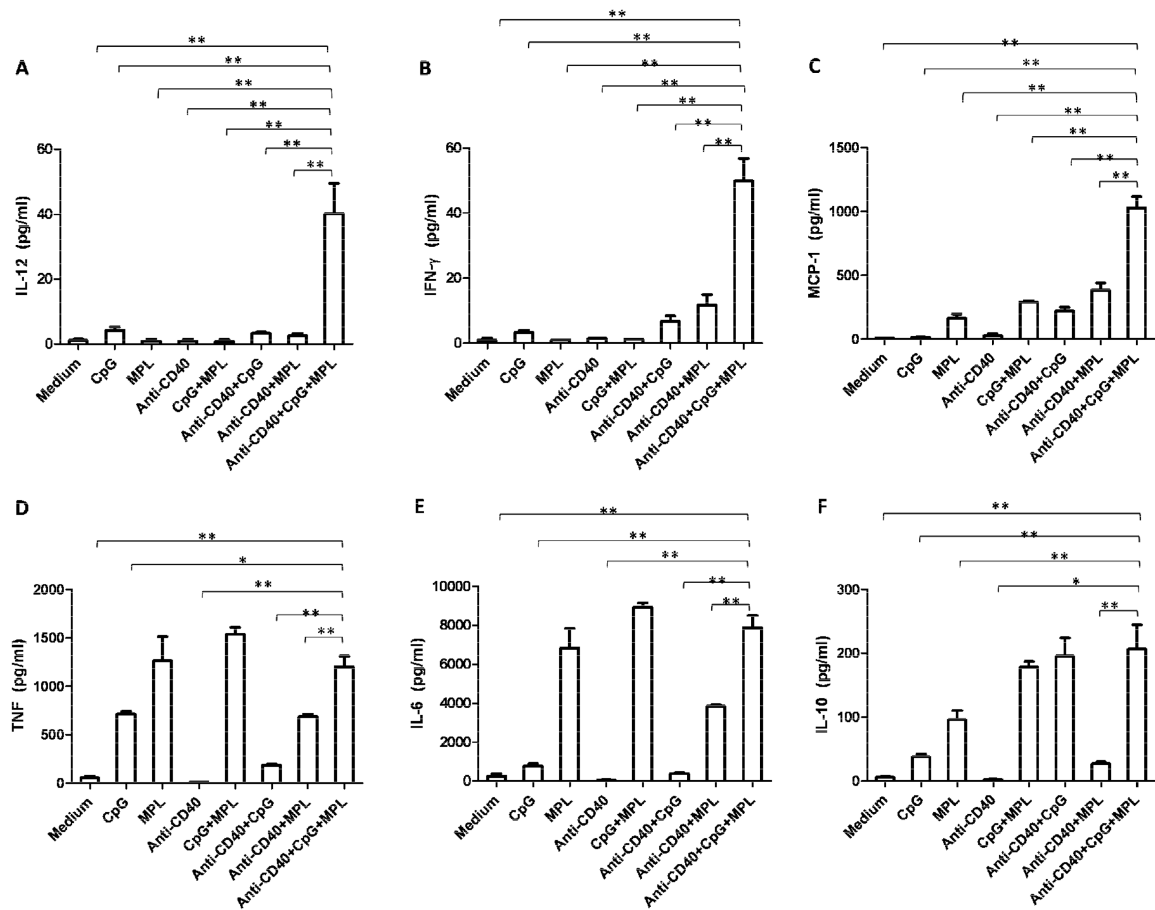 A
**
**
**
**
**
**
**
IL-12 (pg/ml)
60
40
20
0
Medium
CpG
MPL
Anti-CD40
CpG+MPL
Anti-CD40+CpG
Anti-CD40+MPL
Anti-CD40+CpG+MPL
B
**
**
**
**
**
**
**
IFN-γ (pg/ml)
60
40
20
0
Medium
CpG
MPL
Anti-CD40
CpG+MPL
Anti-CD40+CpG
Anti-CD40+MPL
Anti-CD40+CpG+MPL
C
**
**
**
**
**
**
**
MCP-1 (pg/ml)
1500
1000
500
0
Medium
CpG
MPL
Anti-CD40
CpG+MPL
Anti-CD40+CpG
Anti-CD40+MPL
Anti-CD40+CpG+MPL
D
**
*
**
**
**
TNF (pg/ml)
2000
1500
1000
500
0
Medium
CpG
MPL
Anti-CD40
CpG+MPL
Anti-CD40+CpG
Anti-CD40+MPL
Anti-CD40+CpG+MPL
E
**
**
**
**
**
IL-6 (pg/ml)
10000
8000
6000
4000
2000
0
Medium
CpG
MPL
Anti-CD40
CpG+MPL
Anti-CD40+CpG
Anti-CD40+MPL
Anti-CD40+CpG+MPL
F
**
**
**
*
**
IL-10 (pg/ml)
300
200
100
0
Medium
CpG
MPL
Anti-CD40
CpG+MPL
Anti-CD40+CpG
Anti-CD40+MPL
Anti-CD40+CpG+MPL